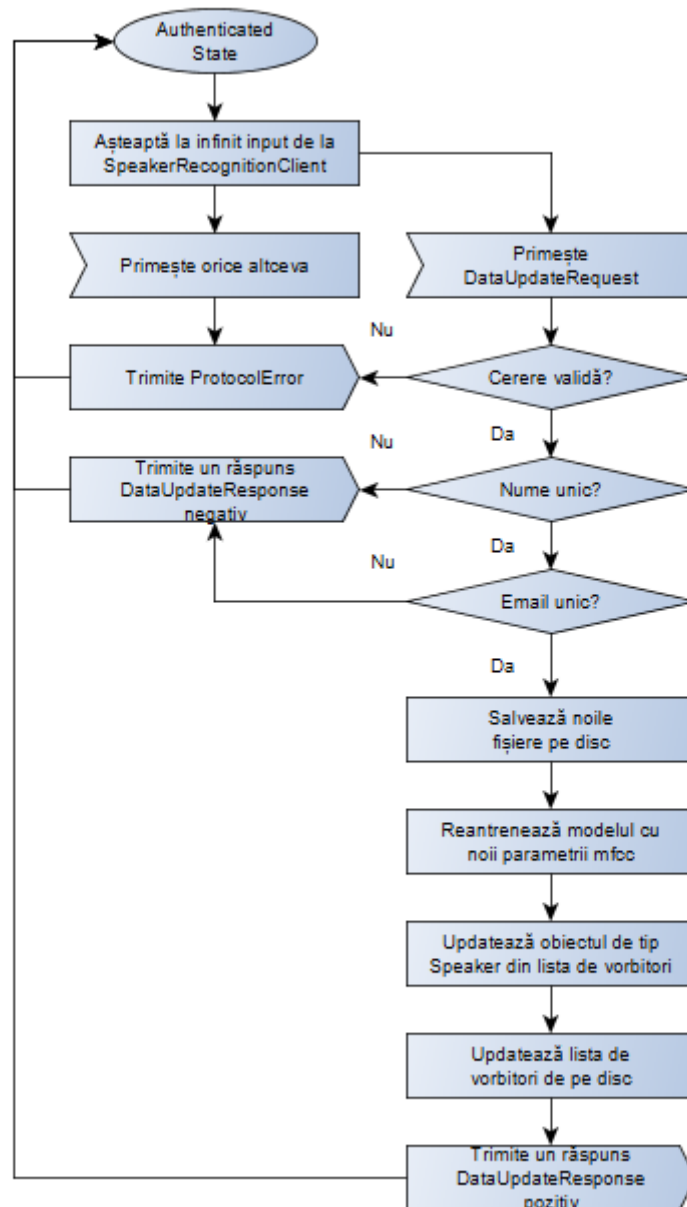 Authenticated
State
Așteaptă la infinit input de la
SpeakerRecognitionClient
Primește orice altceva
Primește
DataUpdateRequest
Nu
Trimite ProtocolError
Cerere validă?
Nu
Da
Trimite un răspuns
DataUpdateResponse
negativ
Nume unic?
Nu
Da
Email unic?
Da
Salvează noile
fișiere pe disc
Reantrenează modelul cu
noii parametrii mfcc
Updatează obiectul de tip
Speaker din lista de vorbitori
Updatează lista de
vorbitori de pe disc
Trimite un răspuns
DataUpdateResponse
pozitiv